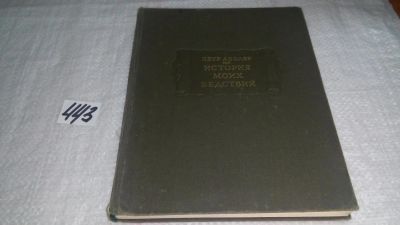 ПЕТР АБЕЛЯР
ИСТОРИЯ
МОИХ
БЕДСТВИЙ
443